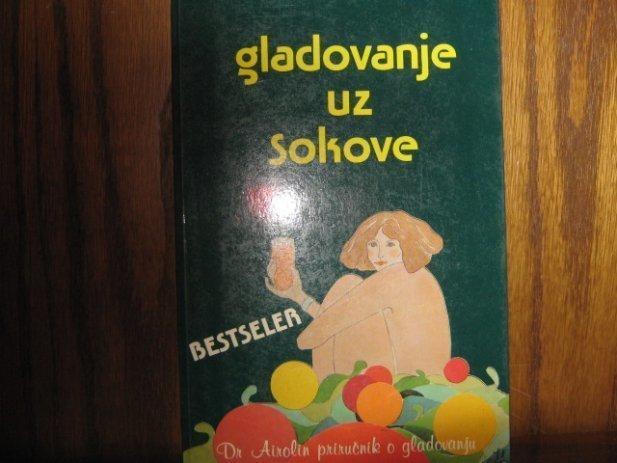 gladovanje
uz
sokove
BESTSELER
Dr Airolin priručnik o gladovanju